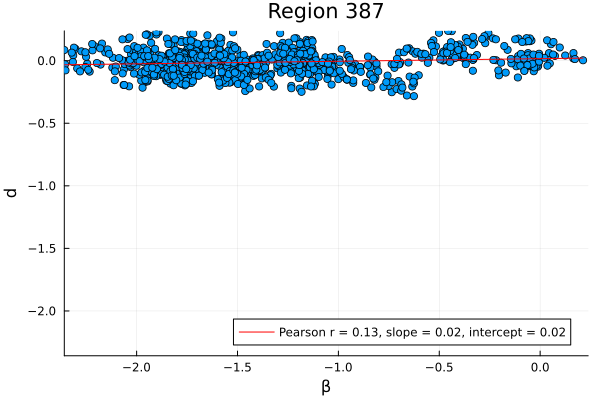 Region 387
d
0.0
−0.5
−1.0
−1.5
−2.0
Pearson r = 0.13, slope = 0.02, intercept = 0.02
−2.0 −1.5 −1.0 −0.5 0.0
β